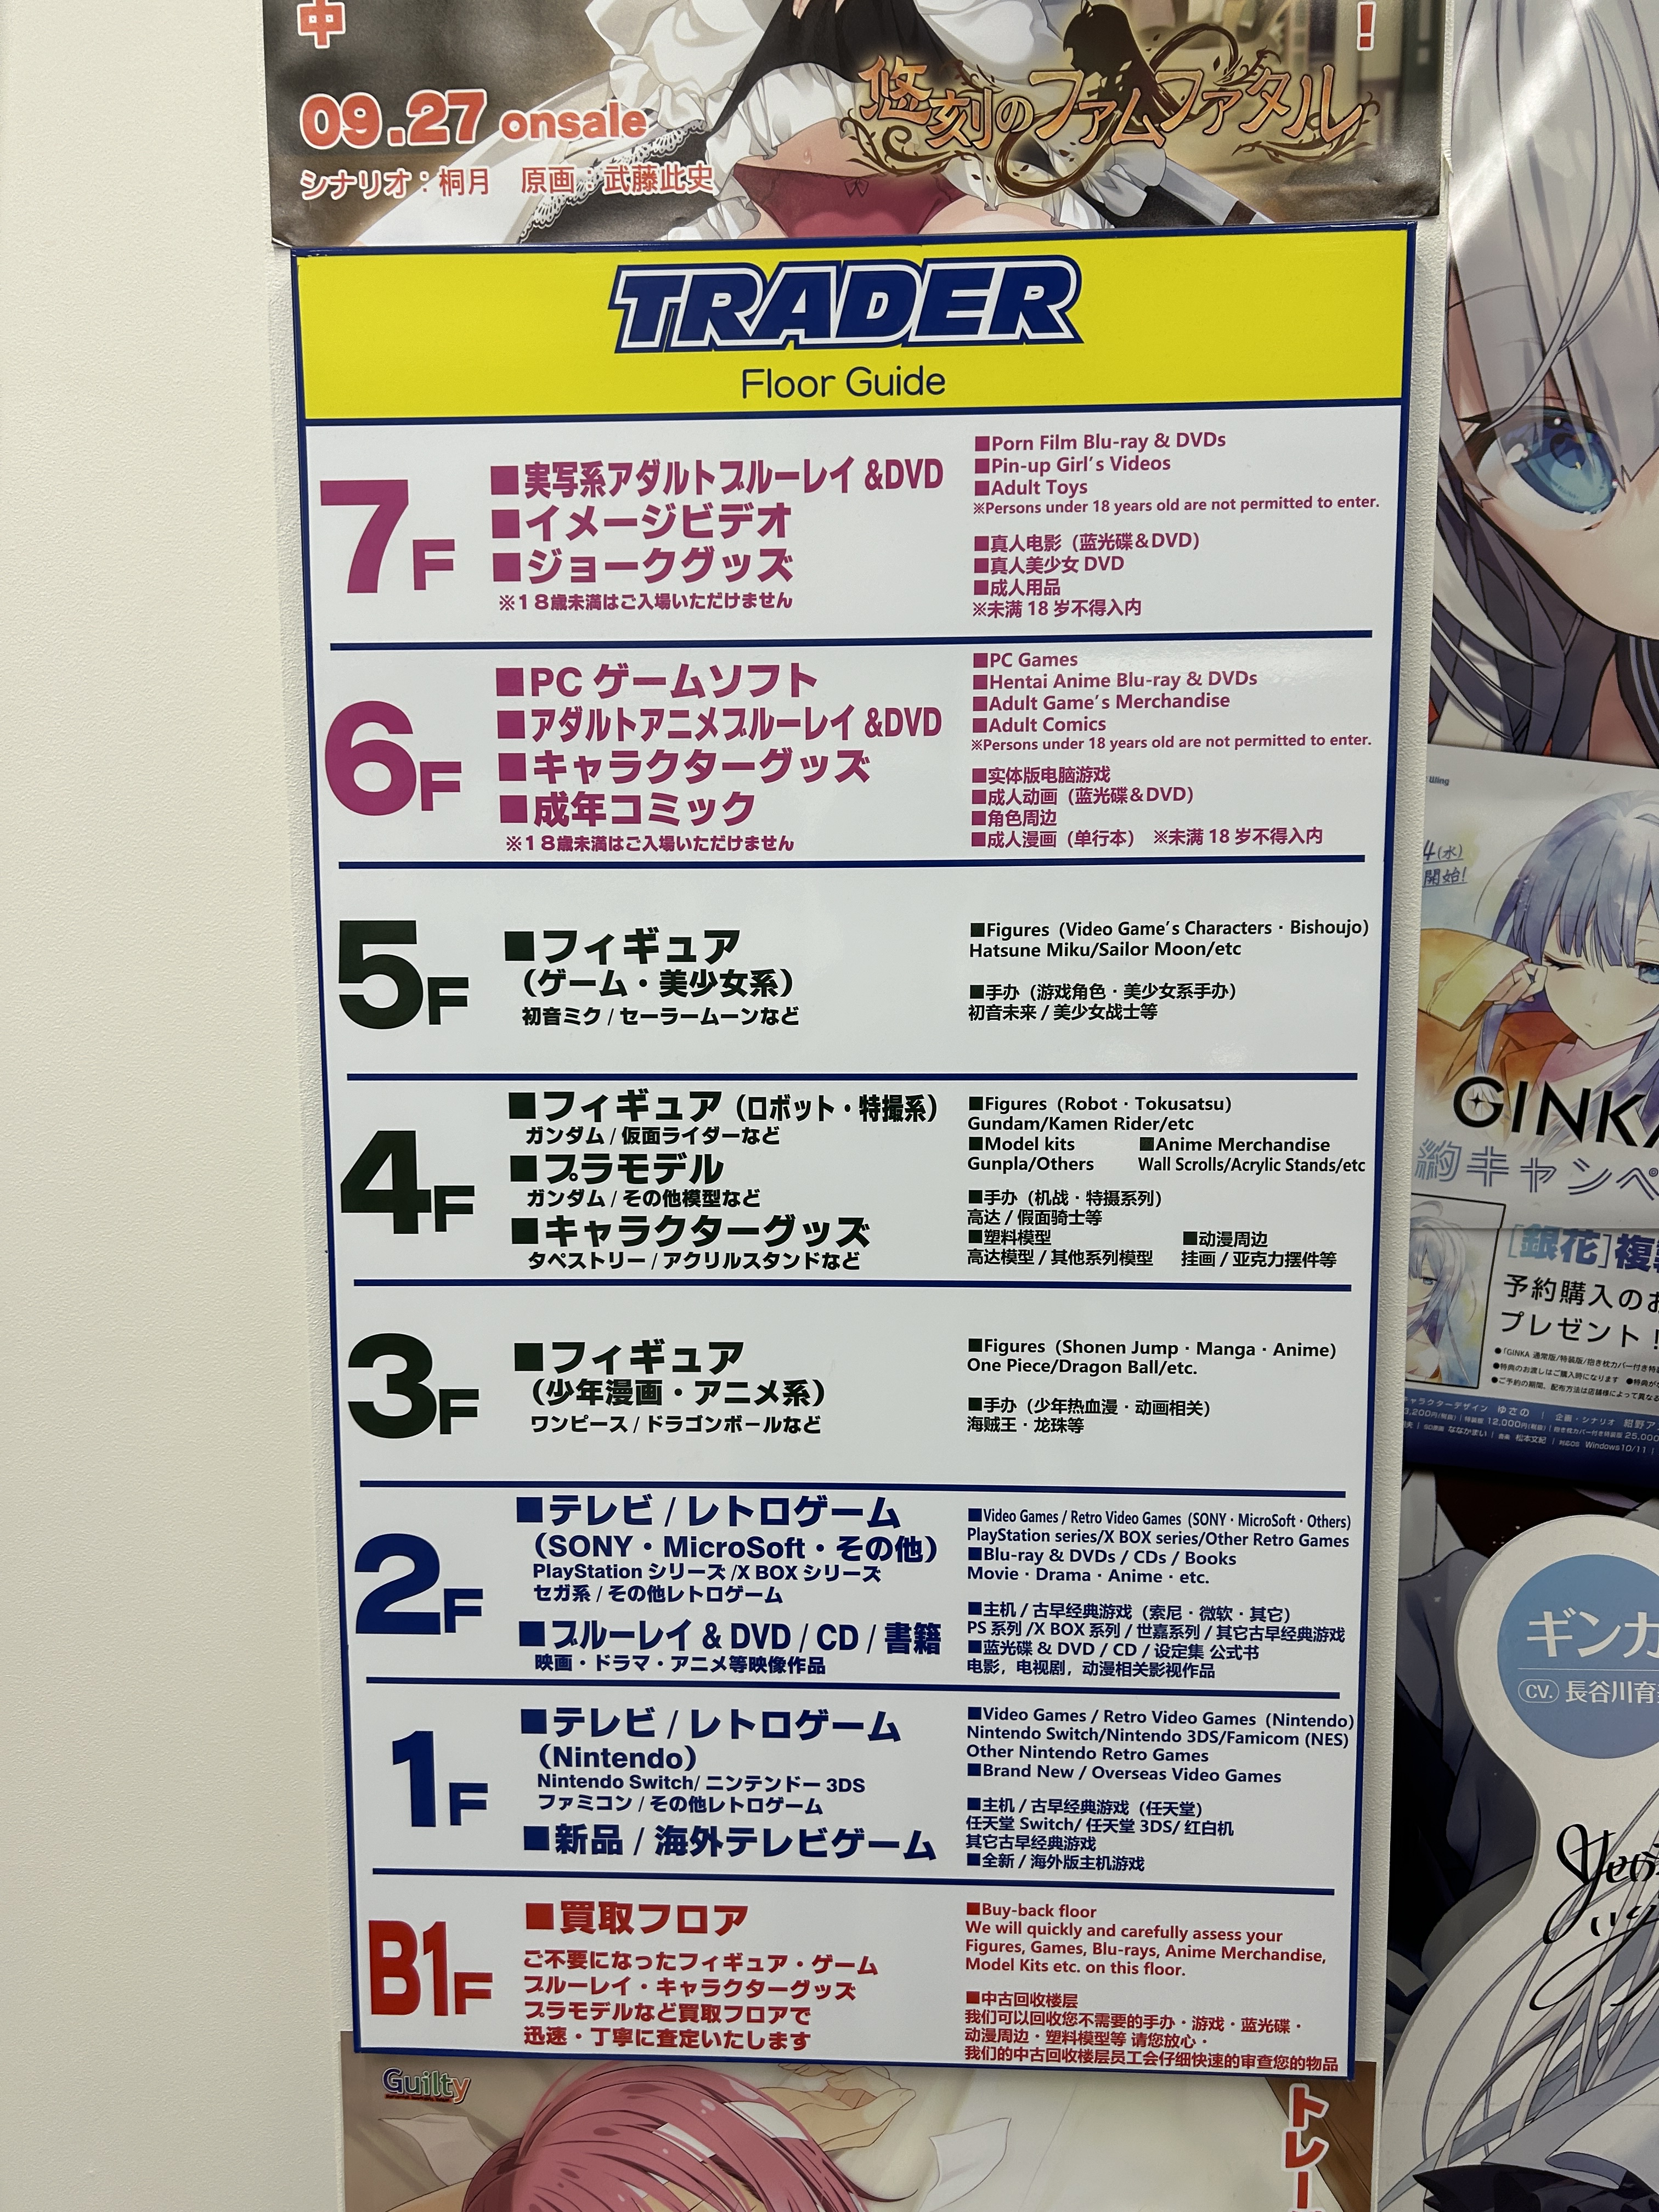 中
!
09.27 onsale
シナリオ：桐月　原画：武藤此史
悠刻のファムファタル
TRADER
Floor Guide
7F
■実写系アダルトブルーレイ &DVD
■イメージビデオ
■ジョークグッズ
※18歳未満はご入場いただけません
■Porn Film Blu-ray & DVDs
■Pin-up Girl's Videos
■Adult Toys
※Persons under 18 years old are not permitted to enter.
■真人电影（蓝光碟＆DVD）
■真人美少女 DVD
■成人用品
※未满 18 岁不得入内
6F
■PC ゲームソフト
■アダルトアニメブルーレイ &DVD
■キャラクターグッズ
■成年コミック
※18歳未満はご入場いただけません
■PC Games
■Hentai Anime Blu-ray & DVDs
■Adult Game's Merchandise
■Adult Comics
※Persons under 18 years old are not permitted to enter.
■实体版电脑游戏
■成人动画（蓝光碟＆DVD）
■角色周边
■成人漫画（单行本） ※未满 18 岁不得入内
5F
■フィギュア
（ゲーム・美少女系）
初音ミク / セーラームーンなど
■Figures（Video Game's Characters・Bishoujo）
Hatsune Miku/Sailor Moon/etc
■手办（游戏角色・美少女系手办）
初音未来 / 美少女战士等
4F
■フィギュア（ロボット・特撮系）
ガンダム / 仮面ライダーなど
■プラモデル
ガンダム / その他模型など
■キャラクターグッズ
タペストリー / アクリルスタンドなど
■Figures（Robot・Tokusatsu）
Gundam/Kamen Rider/etc
■Model kits ■Anime Merchandise
Gunpla/Others Wall Scrolls/Acrylic Stands/etc
■手办（机战・特摄系列）
高达 / 假面骑士等
■塑料模型 ■动漫周边
高达模型 / 其他系列模型 挂画 / 亚克力摆件等
3F
■フィギュア
（少年漫画・アニメ系）
ワンピース / ドラゴンボールなど
■Figures（Shonen Jump・Manga・Anime）
One Piece/Dragon Ball/etc.
■手办（少年热血漫・动画相关）
海贼王・龙珠等
2F
■テレビ / レトロゲーム
（SONY・MicroSoft・その他）
PlayStation シリーズ /X BOX シリーズ
セガ系 / その他レトロゲーム
■ブルーレイ & DVD / CD / 書籍
映画・ドラマ・アニメ等映像作品
■Video Games / Retro Video Games（SONY・MicroSoft・Others）
PlayStation series/X BOX series/Other Retro Games
■Blu-ray & DVDs / CDs / Books
Movie・Drama・Anime・etc.
■主机 / 古早经典游戏（索尼・微软・其它）
PS 系列 /X BOX 系列 / 世嘉系列 / 其它古早经典游戏
■蓝光碟 & DVD / CD / 设定集 公式书
电影，电视剧，动漫相关影视作品
1F
■テレビ / レトロゲーム
（Nintendo）
Nintendo Switch/ ニンテンドー 3DS
ファミコン / その他レトロゲーム
■新品 / 海外テレビゲーム
■Video Games / Retro Video Games（Nintendo）
Nintendo Switch/Nintendo 3DS/Famicom (NES)
Other Nintendo Retro Games
■Brand New / Overseas Video Games
■主机 / 古早经典游戏（任天堂）
任天堂 Switch/ 任天堂 3DS/ 红白机
其它古早经典游戏
■全新 / 海外版主机游戏
B1F
■買取フロア
ご不要になったフィギュア・ゲーム
ブルーレイ・キャラクターグッズ
プラモデルなど買取フロアで
迅速・丁寧に査定いたします
■Buy-back floor
We will quickly and carefully assess your
Figures, Games, Blu-rays, Anime Merchandise,
Model Kits etc. on this floor.
■中古回收楼层
我们可以回收您不需要的手办・游戏・蓝光碟・
动漫周边・塑料模型等 请您放心・
我们的中古回收楼层员工会仔细快速的审查您的物品
Guilty
トレー
Wing
4(水)
開始!
GINKA
約キャンペ
[銀花]複
予約購入のお
プレゼント!
ギンカ
CV. 長谷川育